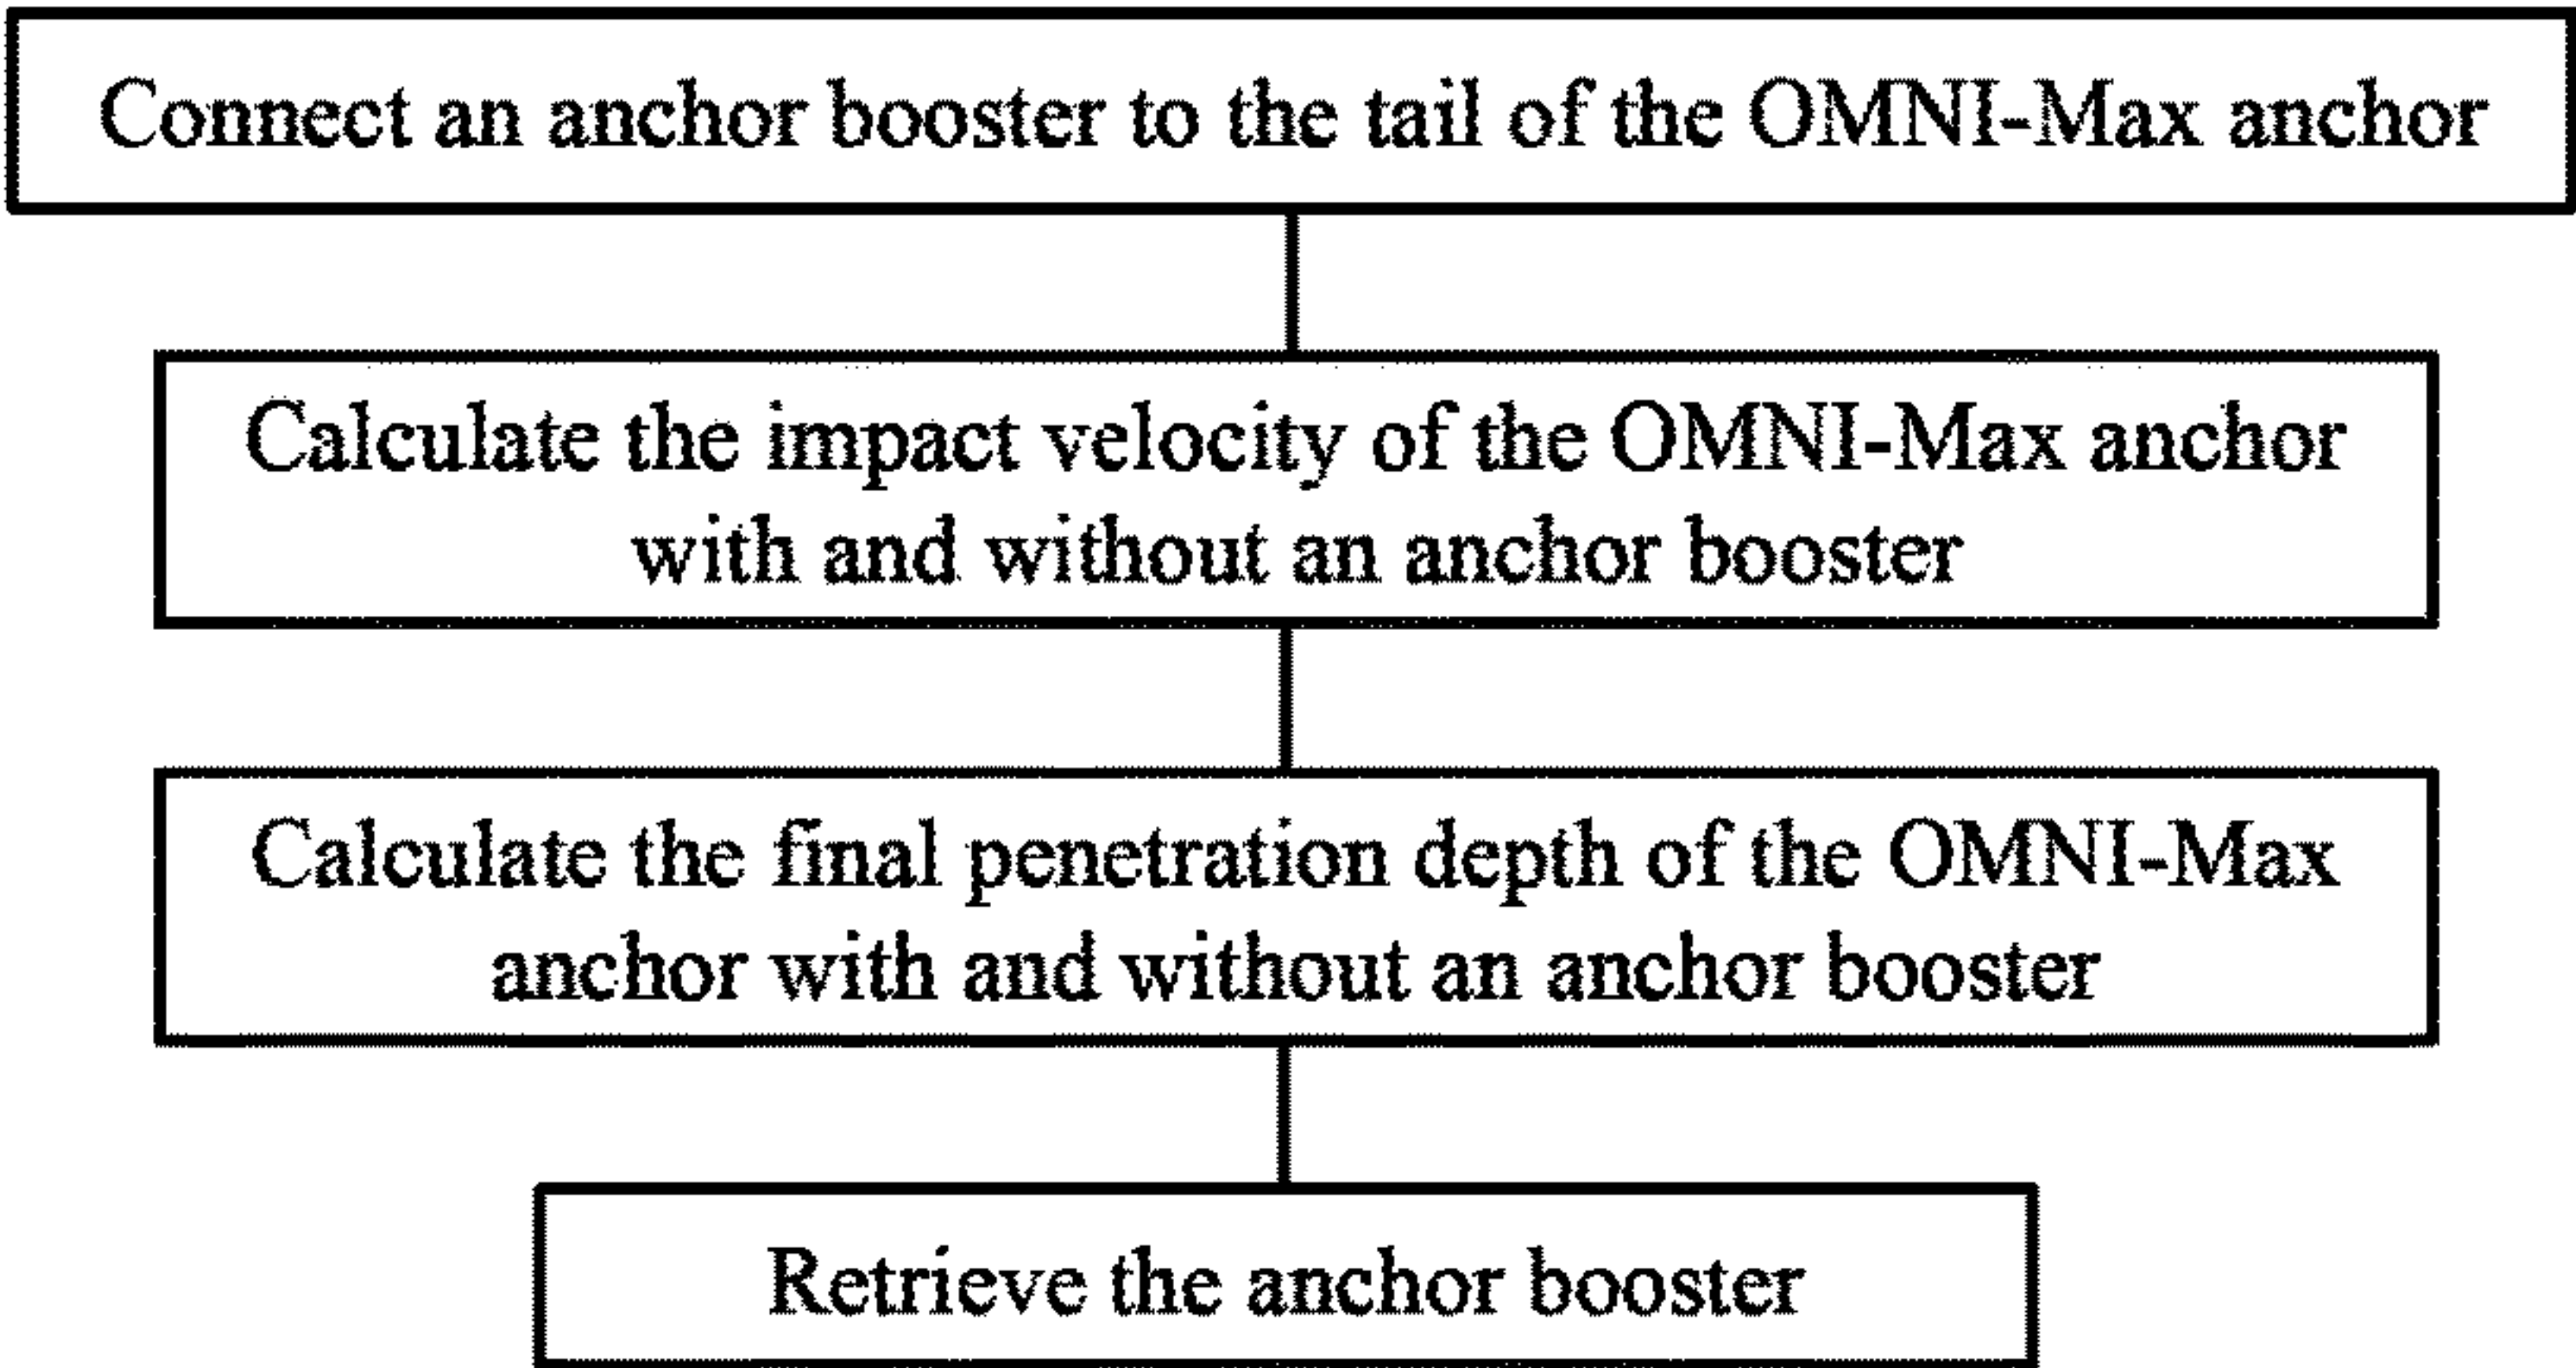 Connect an anchor booster to the tail of the OMNI-Max anchor
Calculate the impact velocity of the OMNI-Max anchor
with and without an anchor booster
Calculate the final penetration depth of the OMNI-Max
anchor with and without an anchor booster
Retrieve the anchor booster